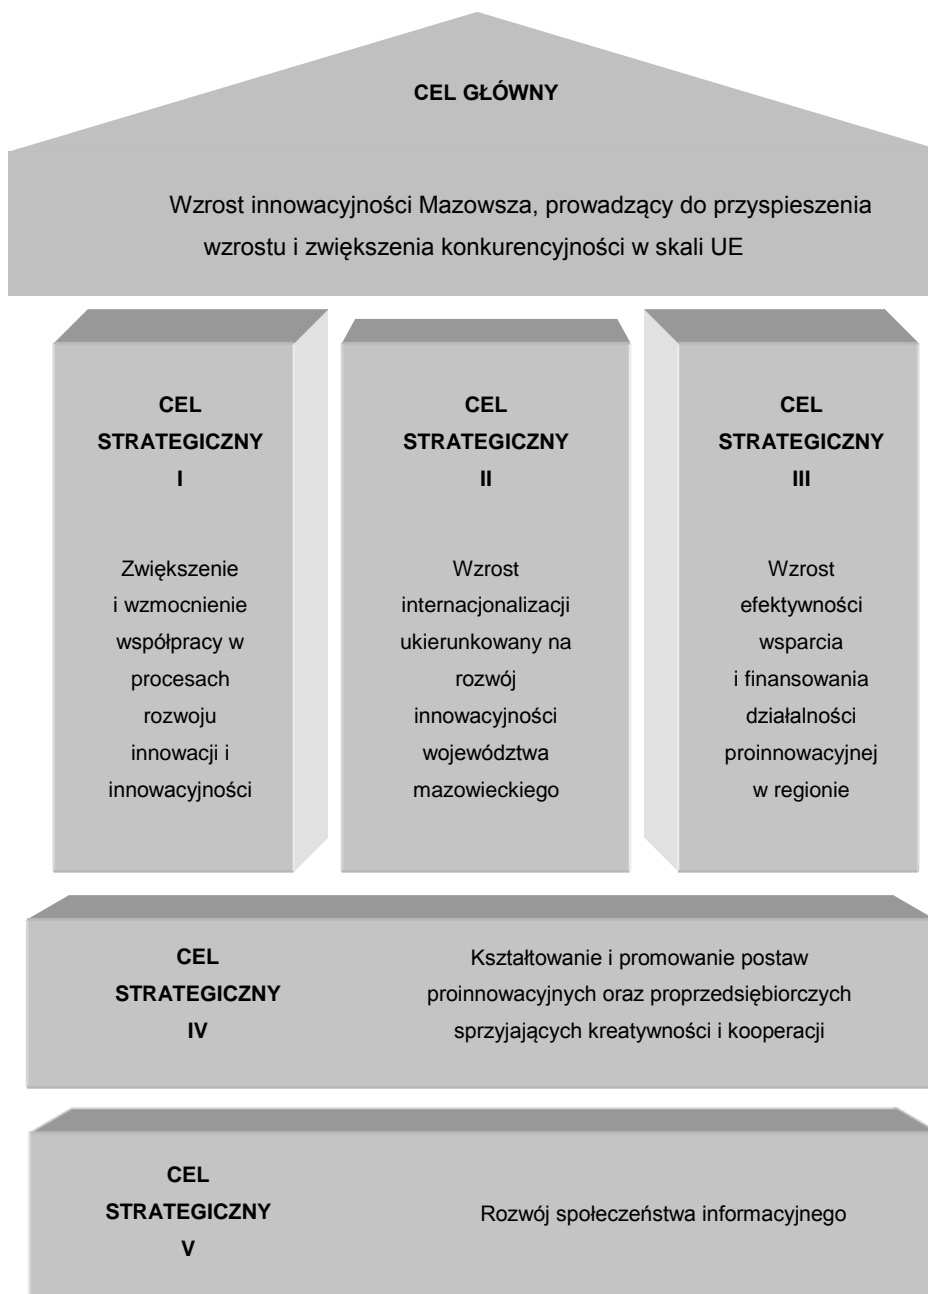 CEL GŁÓWNY
Wzrost innowacyjności Mazowsza, prowadzący do przyspieszenia
wzrostu i zwiększenia konkurencyjności w skali UE
CEL
STRATEGICZNY
I
Zwiększenie
i wzmocnienie
współpracy w
procesach
rozwoju
innowacji i
innowacyjności
CEL
STRATEGICZNY
II
Wzrost
internacjonalizacji
ukierunkowany na
rozwój
innowacyjności
województwa
mazowieckiego
CEL
STRATEGICZNY
III
Wzrost
efektywności
wsparcia
i finansowania
działalności
proinnowacyjnej
w regionie
CEL
STRATEGICZNY
IV
Kształtowanie i promowanie postaw
proinnowacyjnych oraz proprzedsiębiorczych
sprzyjających kreatywności i kooperacji
CEL
STRATEGICZNY
V
Rozwój społeczeństwa informacyjnego